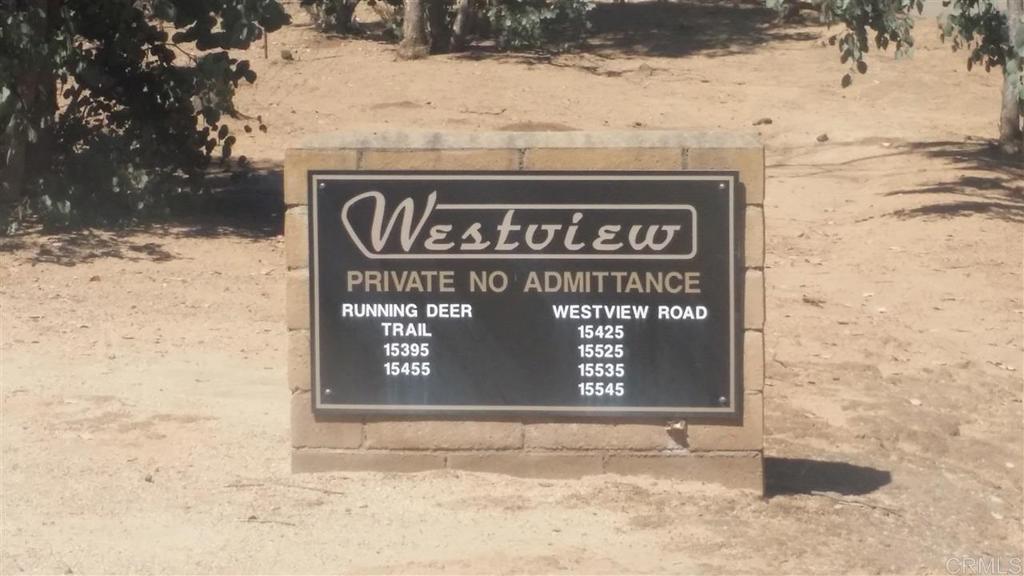 Westview
PRIVATE NO ADMITTANCE
RUNNING DEER
TRAIL
15395
15455
WESTVIEW ROAD
15425
15525
15535
15545
CRMLS